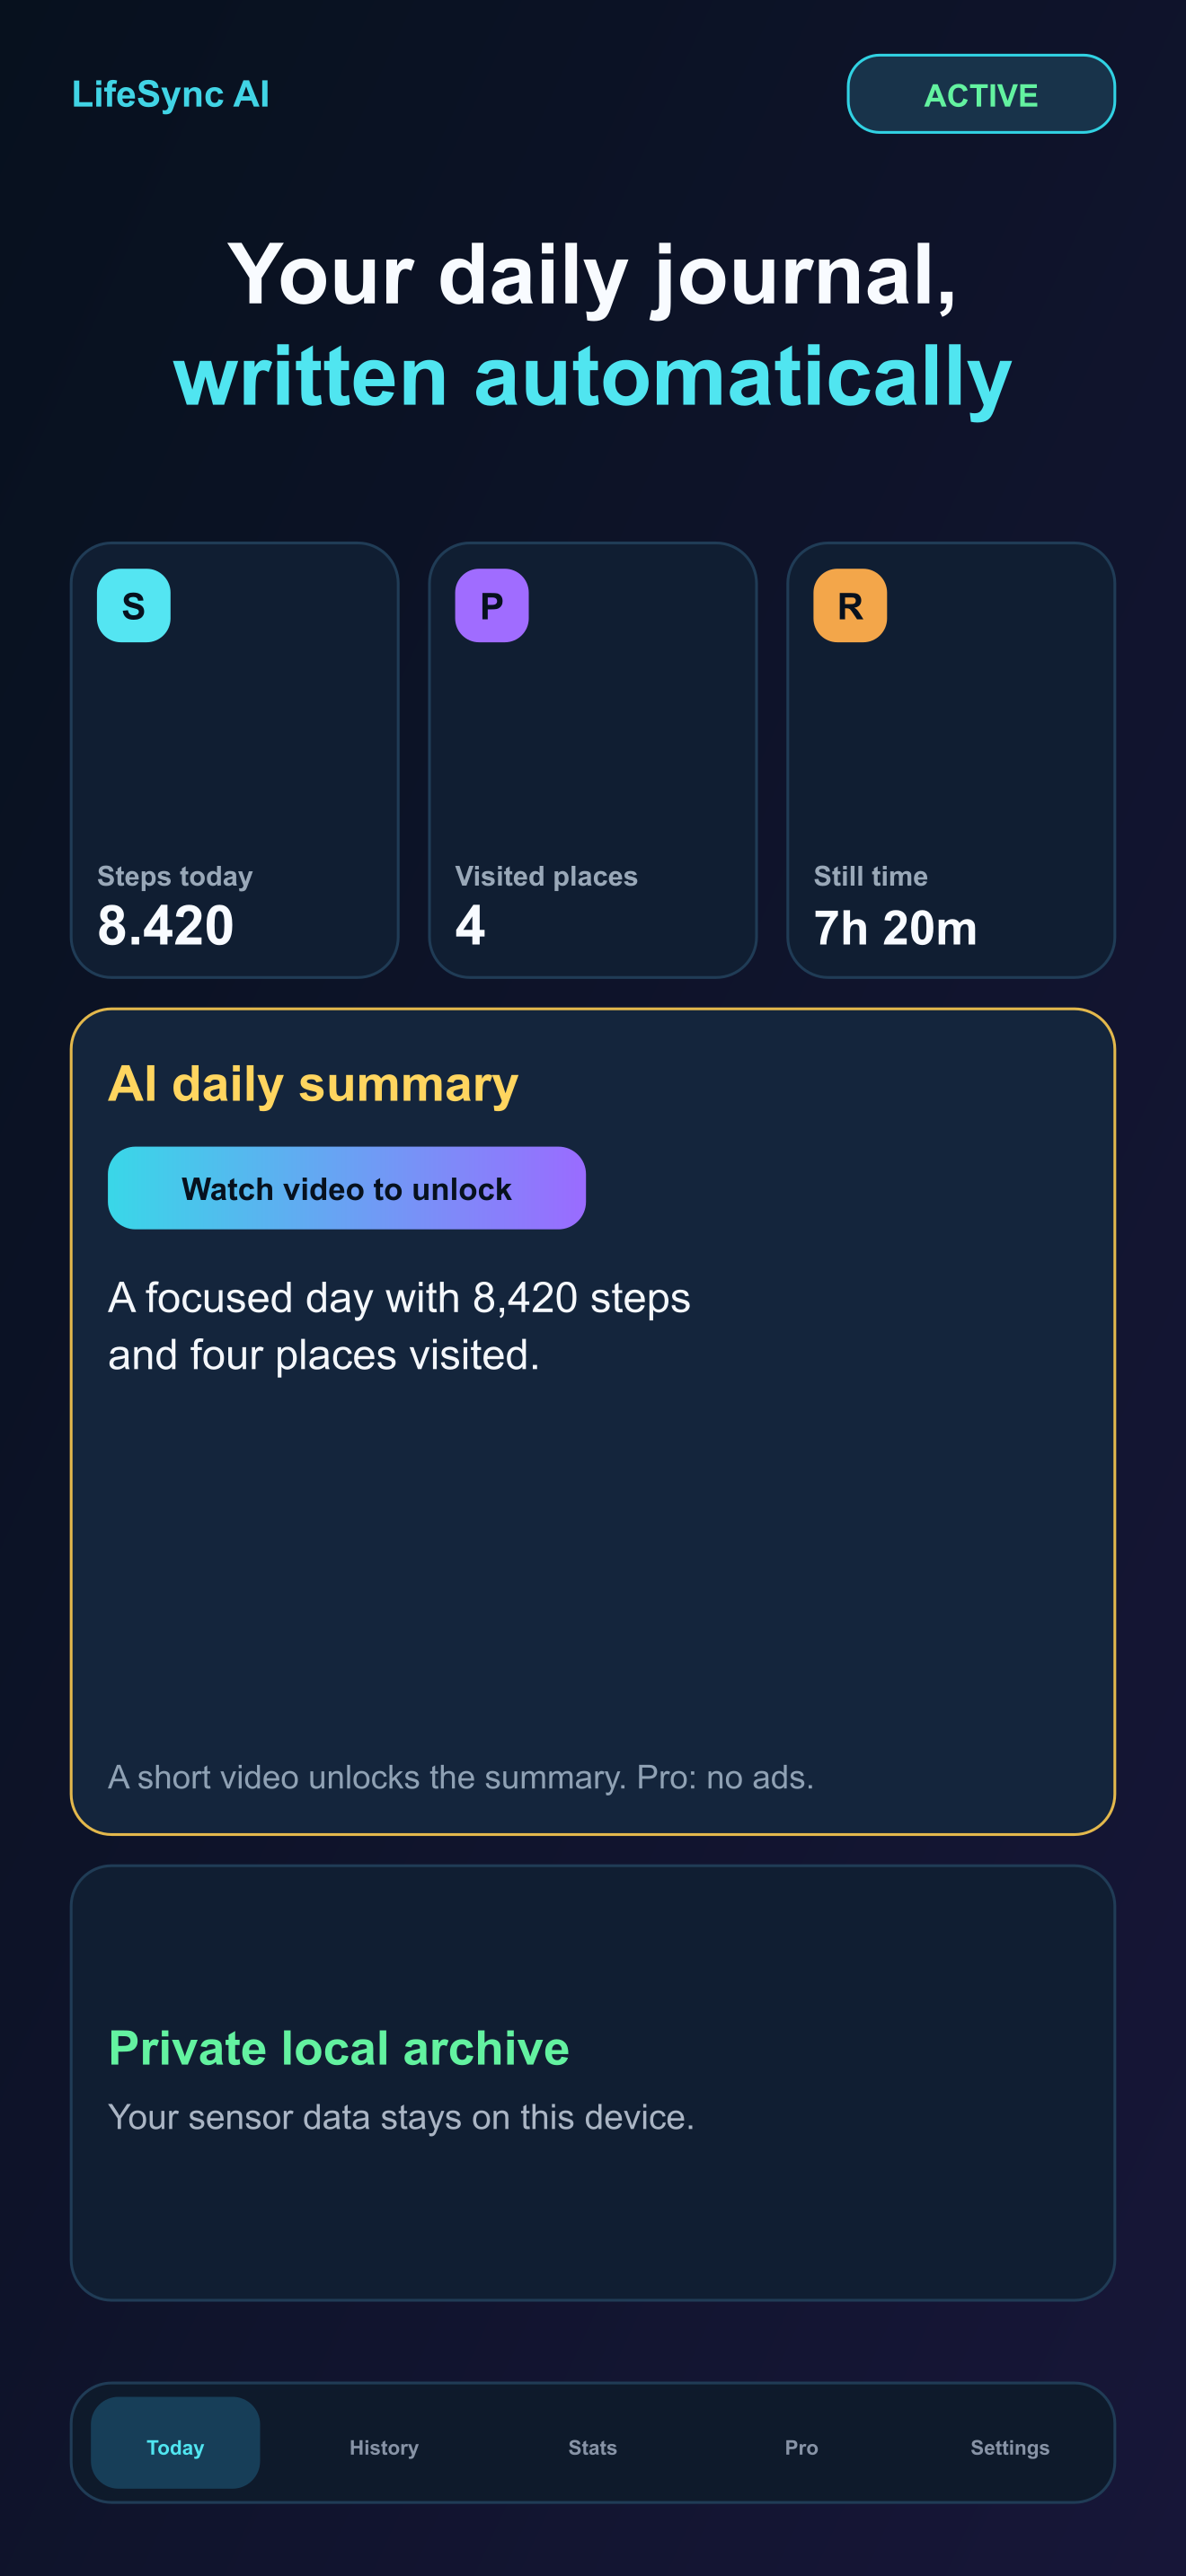 LifeSync AI
ACTIVE
Your daily journal,
written automatically
S
P
R
Steps today
8.420
Visited places
4
Still time
7h 20m
AI daily summary
Watch video to unlock
A focused day with 8,420 steps
and four places visited.
A short video unlocks the summary. Pro: no ads.
Private local archive
Your sensor data stays on this device.
Today
History
Stats
Pro
Settings